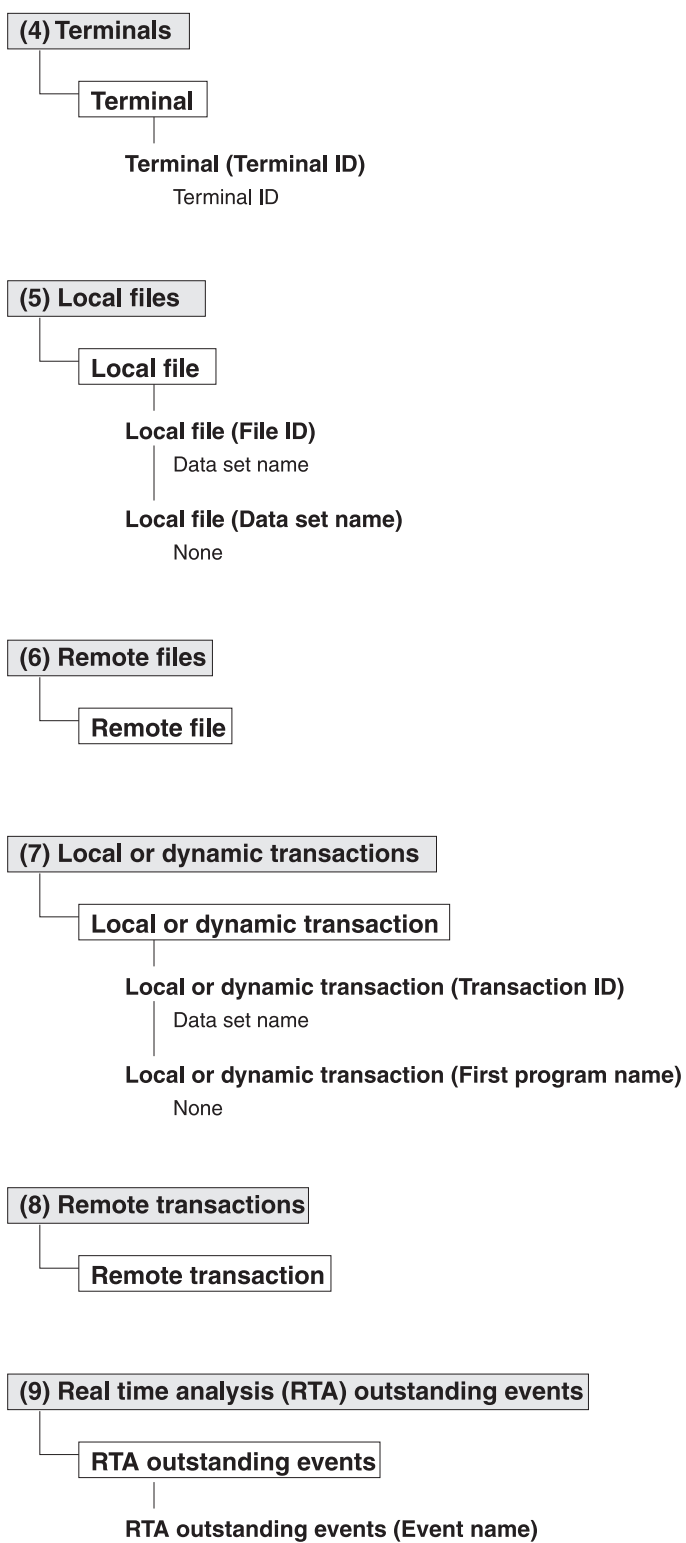 (4) Terminals
Terminal
Terminal (Terminal ID)
Terminal ID
(5) Local files
Local file
Local file (File ID)
Data set name
Local file (Data set name)
None
(6) Remote files
Remote file
(7) Local or dynamic transactions
Local or dynamic transaction
Local or dynamic transaction (Transaction ID)
Data set name
Local or dynamic transaction (First program name)
None
(8) Remote transactions
Remote transaction
(9) Real time analysis (RTA) outstanding events
RTA outstanding events
RTA outstanding events (Event name)